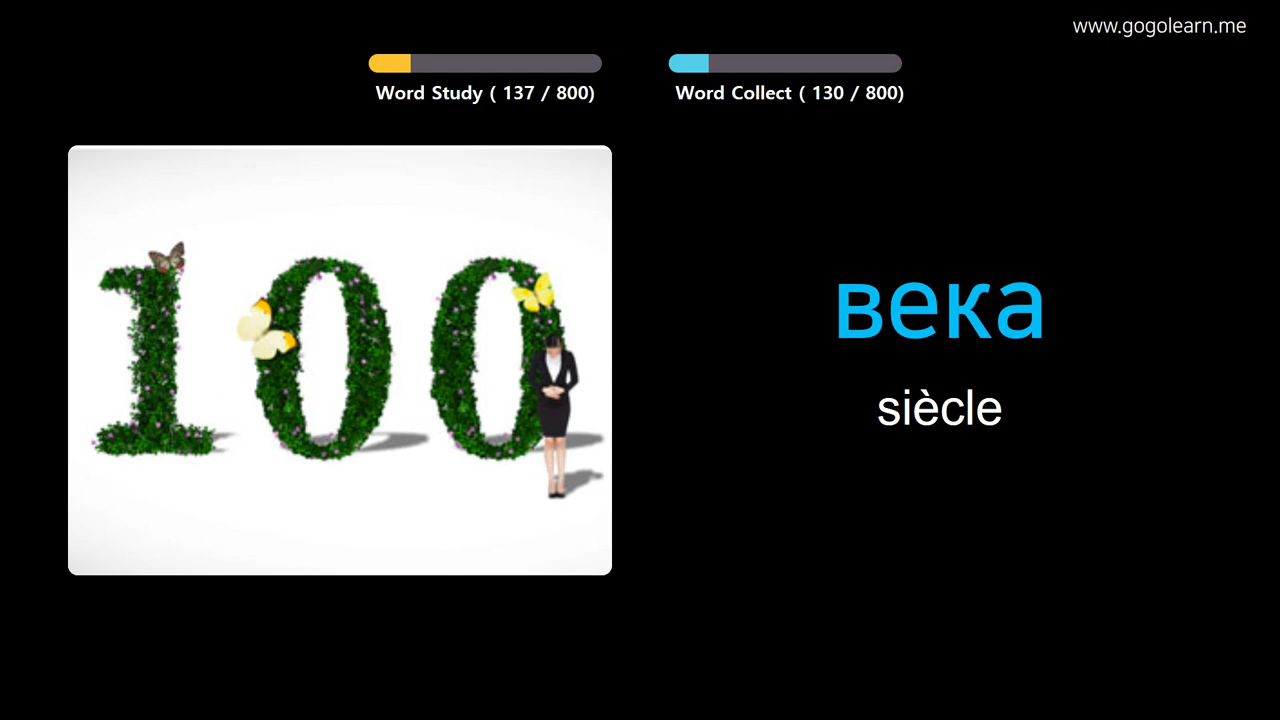 www.gogolearn.me
Word Study ( 137 / 800)
Word Collect ( 130 / 800)
100
века
siècle